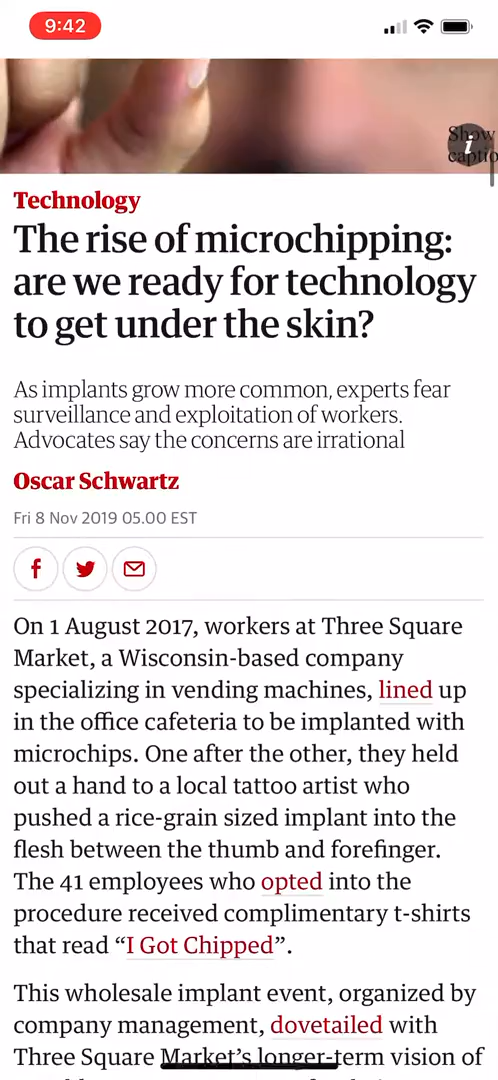 9:42
Show
captio
Technology
The rise of microchipping:
are we ready for technology
to get under the skin?
As implants grow more common, experts fear
surveillance and exploitation of workers.
Advocates say the concerns are irrational
Oscar Schwartz
Fri 8 Nov 2019 05.00 EST
On 1 August 2017, workers at Three Square
Market, a Wisconsin-based company
specializing in vending machines, lined up
in the office cafeteria to be implanted with
microchips. One after the other, they held
out a hand to a local tattoo artist who
pushed a rice-grain sized implant into the
flesh between the thumb and forefinger.
The 41 employees who opted into the
procedure received complimentary t-shirts
that read “I Got Chipped”.
This wholesale implant event, organized by
company management, dovetailed with
Three Square Market’s longer-term vision of